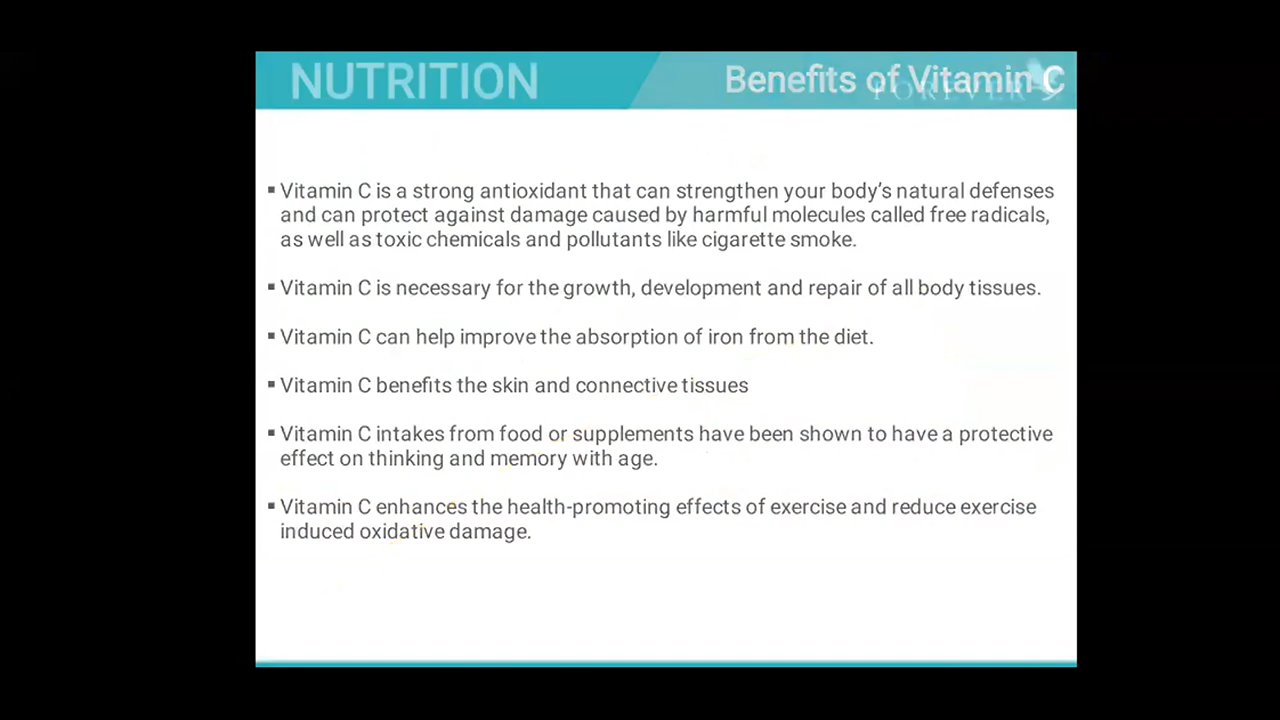 NUTRITION
Benefits of Vitamin C
FOREVER
▪ Vitamin C is a strong antioxidant that can strengthen your body's natural defenses
and can protect against damage caused by harmful molecules called free radicals,
as well as toxic chemicals and pollutants like cigarette smoke.
▪ Vitamin C is necessary for the growth, development and repair of all body tissues.
▪ Vitamin C can help improve the absorption of iron from the diet.
▪ Vitamin C benefits the skin and connective tissues
▪ Vitamin C intakes from food or supplements have been shown to have a protective
effect on thinking and memory with age.
▪ Vitamin C enhances the health-promoting effects of exercise and reduce exercise
induced oxidative damage.